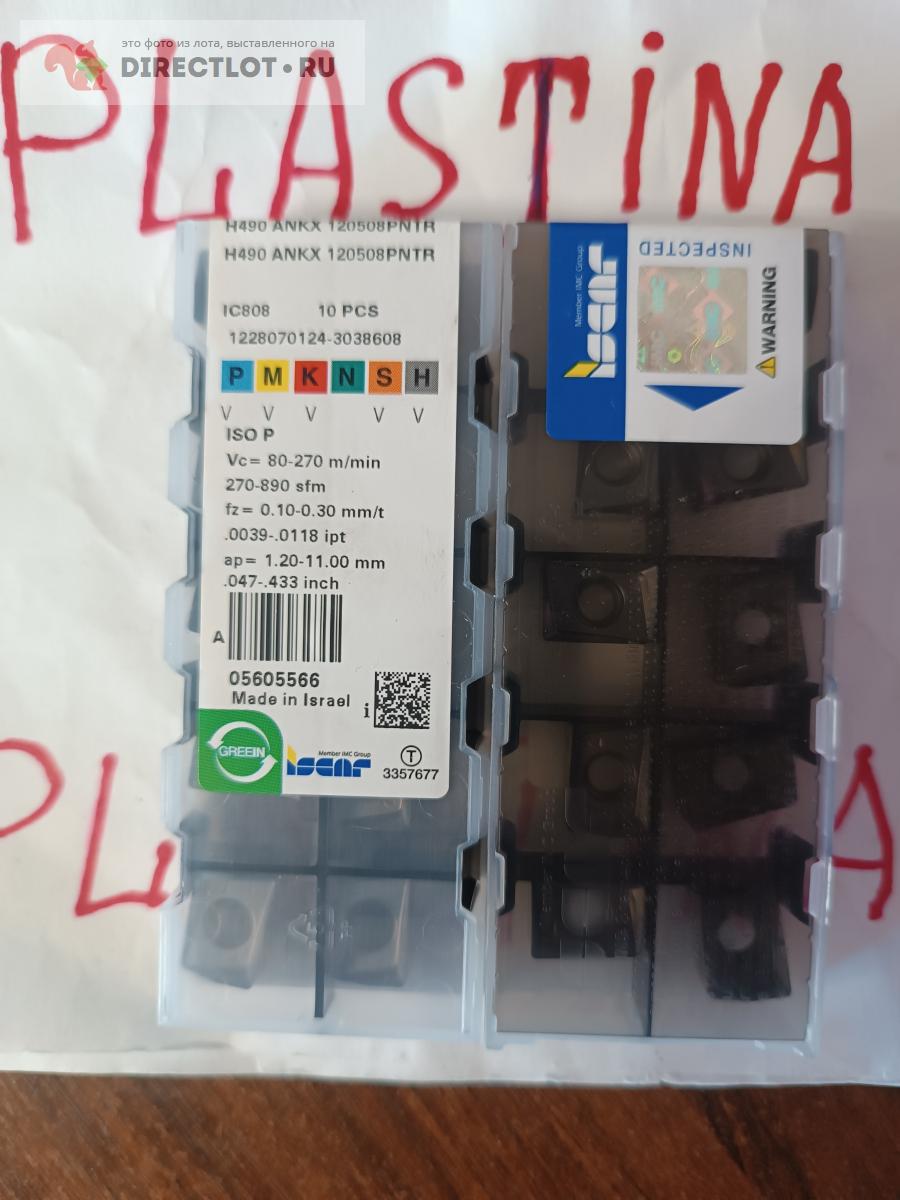 это фото из лота, выставленного на
DIRECTLOT.RU
PLASTINA
H490 ANKX 120508PNTR
H490 ANKX 120508PNTR
IC808 10 PCS
1228070124-3038608
P M K N S H
V V V V V
ISO P
Vc= 80-270 m/min
270-890 sfm
fz= 0.10-0.30 mm/t
.0039-.0118 ipt
ap= 1.20-11.00 mm
.047-.433 inch
A
05605566
Made in Israel
i
GREEIN
Member IMC Group
iscar
T
3357677
INSPECTED
Member IMC Group
iscar
WARNING
PL
A